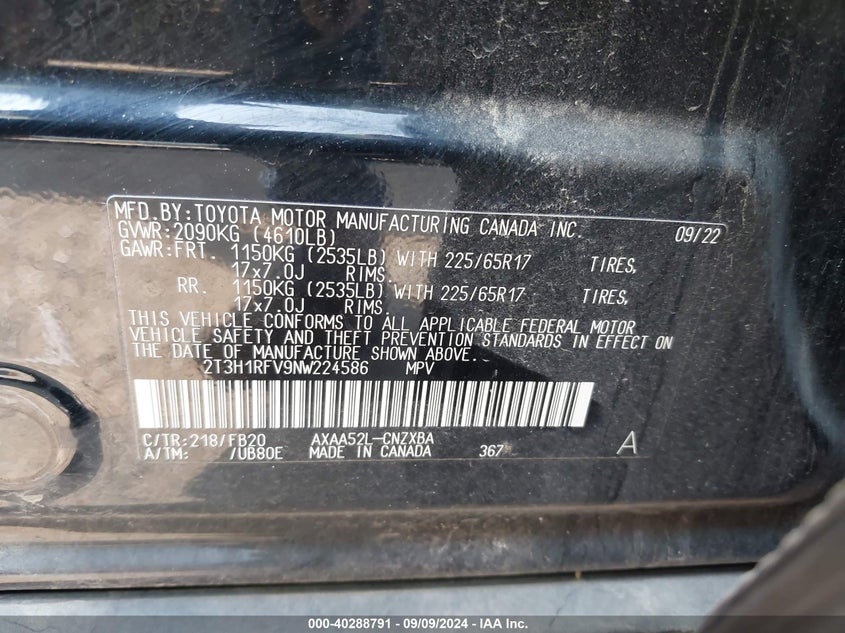 MFD.BY:TOYOTA MOTOR MANUFACTURING CANADA INC. 09/22
GVWR:2090KG (4610LB)
GAWR:FRT. 1150KG (2535LB) WITH 225/65R17 TIRES,
17x7.0J RIMS.
RR. 1150KG (2535LB) WITH 225/65R17 TIRES,
17x7.0J RIMS.
THIS VEHICLE CONFORMS TO ALL APPLICABLE FEDERAL MOTOR
VEHICLE SAFETY AND THEFT PREVENTION STANDARDS IN EFFECT ON
THE DATE OF MANUFACTURE SHOWN ABOVE.
2T3H1RFV9NW224586 MPV
C/TR:218/FB20 AXAA52L-CNZXBA
A/TM: /UB80E MADE IN CANADA 367 A
000-40288791 - 09/09/2024 - IAA Inc.